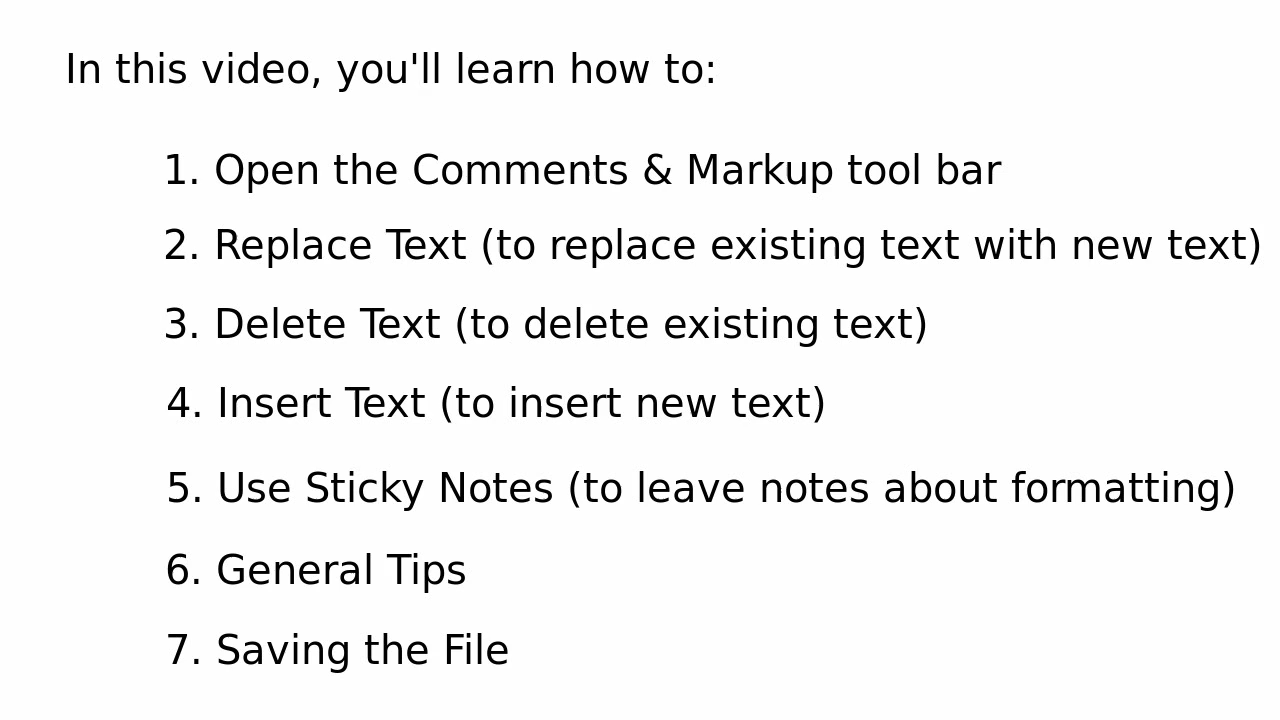 In this video, you'll learn how to:
1. Open the Comments & Markup tool bar
2. Replace Text (to replace existing text with new text)
3. Delete Text (to delete existing text)
4. Insert Text (to insert new text)
5. Use Sticky Notes (to leave notes about formatting)
6. General Tips
7. Saving the File